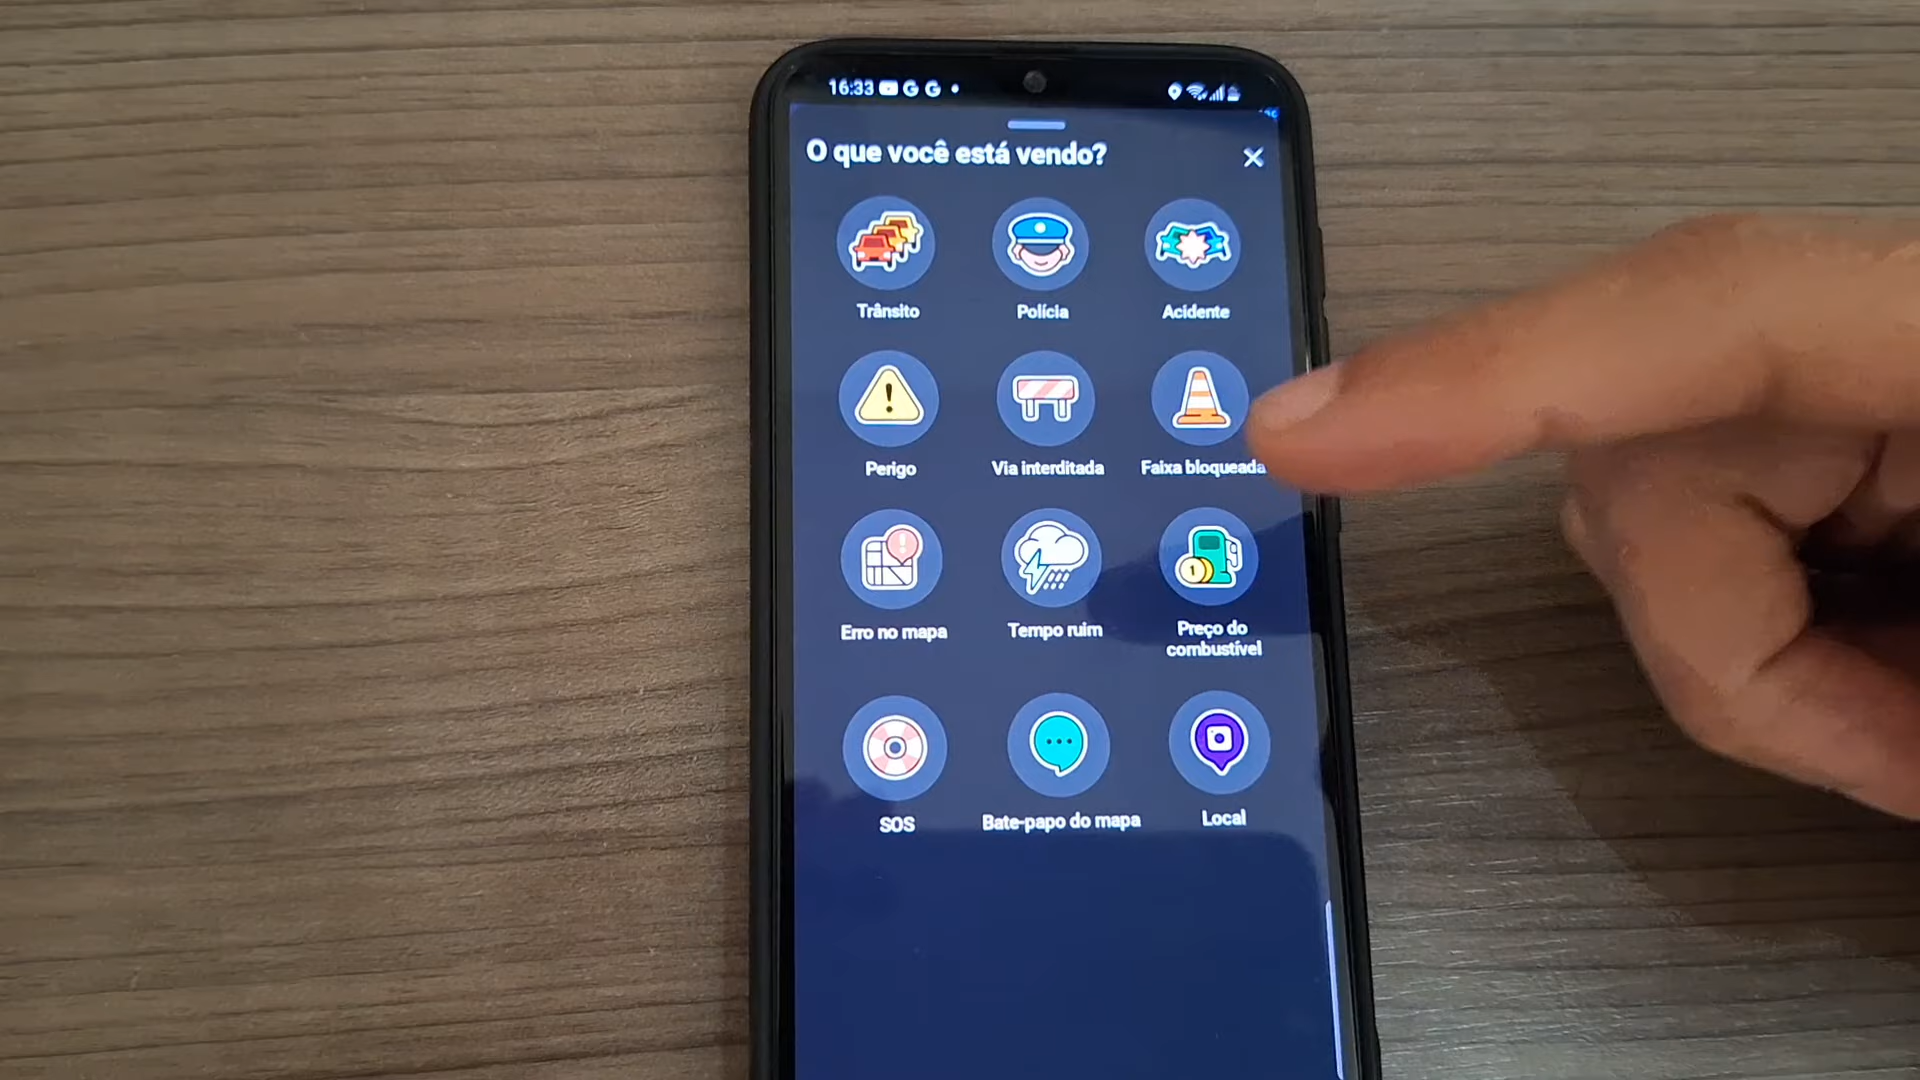 16:33 G G
O que você está vendo?
Trânsito
Polícia
Acidente
Perigo
Via interditada
Faixa bloqueada
Erro no mapa
Tempo ruim
Preço do
combustível
SOS
Bate-papo do mapa
Local